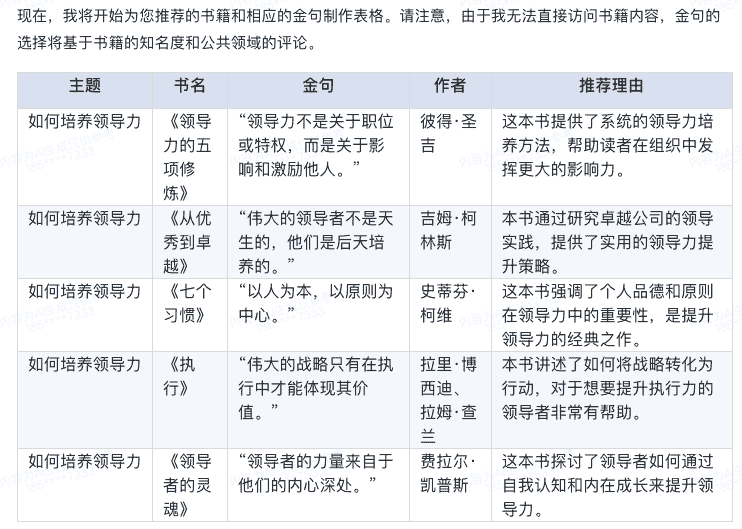 现在，我将开始为您推荐的书籍和相应的金句制作表格。请注意，由于我无法直接访问书籍内容，金句的
选择将基于书籍的知名度和公共领域的评论。
主题 书名 金句 作者 推荐理由
如何培养领导力 《领导 “领导力不是关于职位 彼得·圣 这本书提供了系统的领导力培
力的五 或特权，而是关于影 吉 养方法，帮助读者在组织中发
项修 响和激励他人。” 挥更大的影响力。
炼》
如何培养领导力 《从优 “伟大的领导者不是天 吉姆·柯 本书通过研究卓越公司的领导
秀到卓 生的，他们是后天培 林斯 实践，提供了实用的领导力提
越》 养的。” 升策略。
如何培养领导力 《七个 “以人为本，以原则为 史蒂芬· 这本书强调了个人品德和原则
习惯》 中心。” 柯维 在领导力中的重要性，是提升
领导力的经典之作。
如何培养领导力 《执 “伟大的战略只有在执 拉里·博 本书讲述了如何将战略转化为
行》 行中才能体现其价 西迪、 行动，对于想要提升执行力的
值。” 拉姆·查 领导者非常有帮助。
兰
如何培养领导力 《领导 “领导者的力量来自于 费拉尔· 这本书探讨了领导者如何通过
者的灵 他们的内心深处。” 凯普斯 自我认知和内在成长来提升领
魂》 导力。